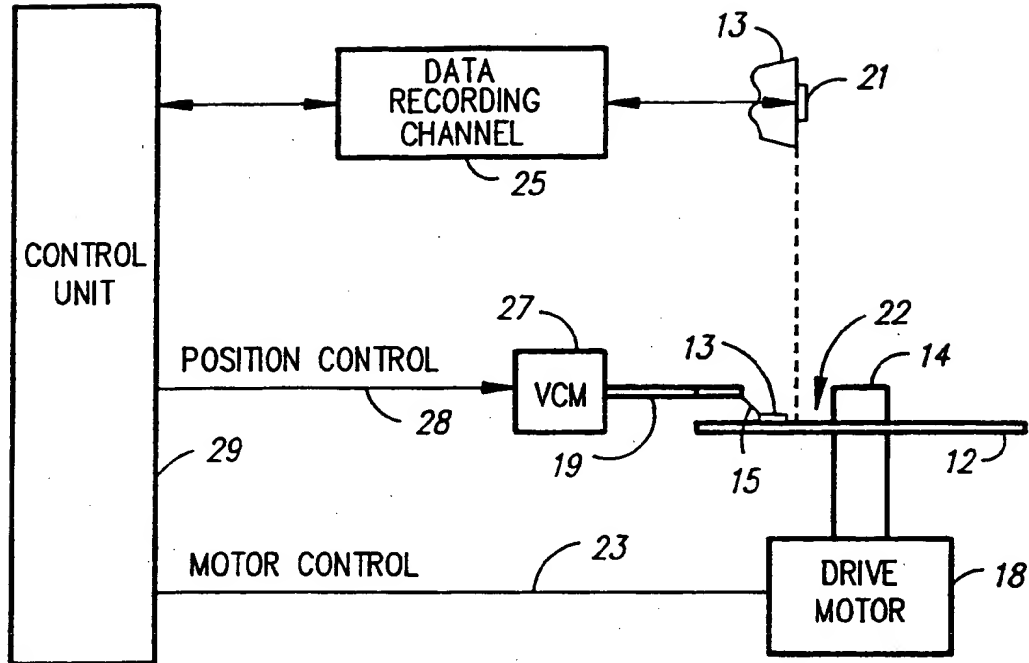 13
21
DATA
RECORDING
CHANNEL
25
CONTROL
UNIT
27
13
22
14
POSITION CONTROL
VCM
28
19
15
12
29
MOTOR CONTROL
23
DRIVE
MOTOR
18